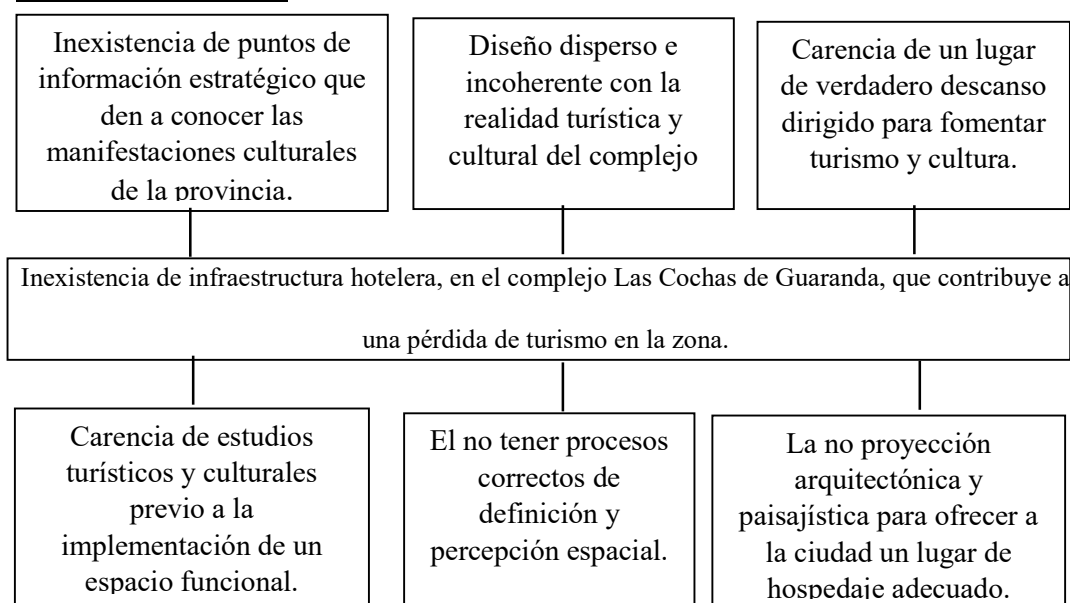 Inexistencia de puntos de
información estratégico que
den a conocer las
manifestaciones culturales
de la provincia.
Diseño disperso e
incoherente con la
realidad turística y
cultural del complejo
Carencia de un lugar
de verdadero descanso
dirigido para fomentar
turismo y cultura.
Inexistencia de infraestructura hotelera, en el complejo Las Cochas de Guaranda, que contribuye a
una pérdida de turismo en la zona.
Carencia de estudios
turísticos y culturales
previo a la
implementación de un
espacio funcional.
El no tener procesos
correctos de
definición y
percepción espacial.
La no proyección
arquitectónica y
paisajística para ofrecer a
la ciudad un lugar de
hospedaje adecuado.